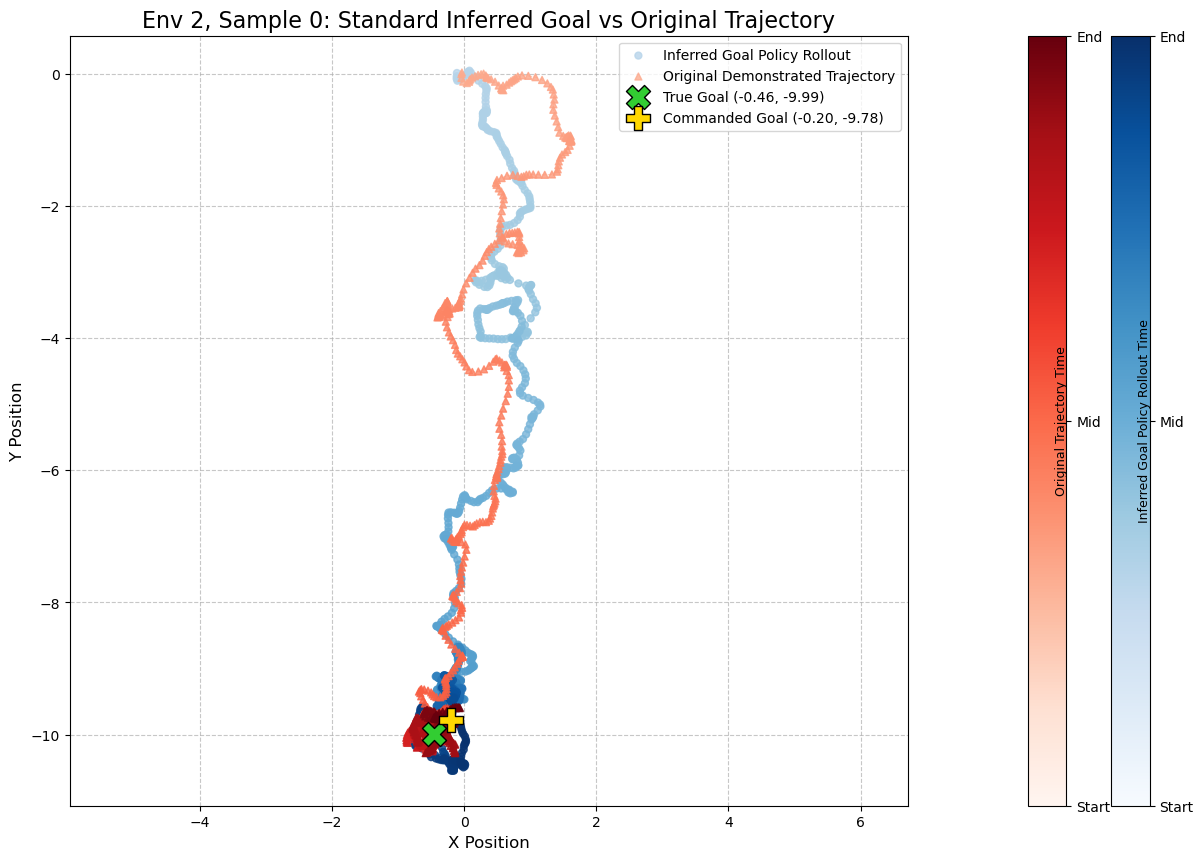 Env 2, Sample 0: Standard Inferred Goal vs Original Trajectory
Inferred Goal Policy Rollout
Original Demonstrated Trajectory
True Goal (-0.46, -9.99)
Commanded Goal (-0.20, -9.78)
0
−2
−4
−6
−8
−10
Y Position
−4
−2
0
2
4
6
X Position
End
Mid
Start
Original Trajectory Time
End
Mid
Start
Inferred Goal Policy Rollout Time